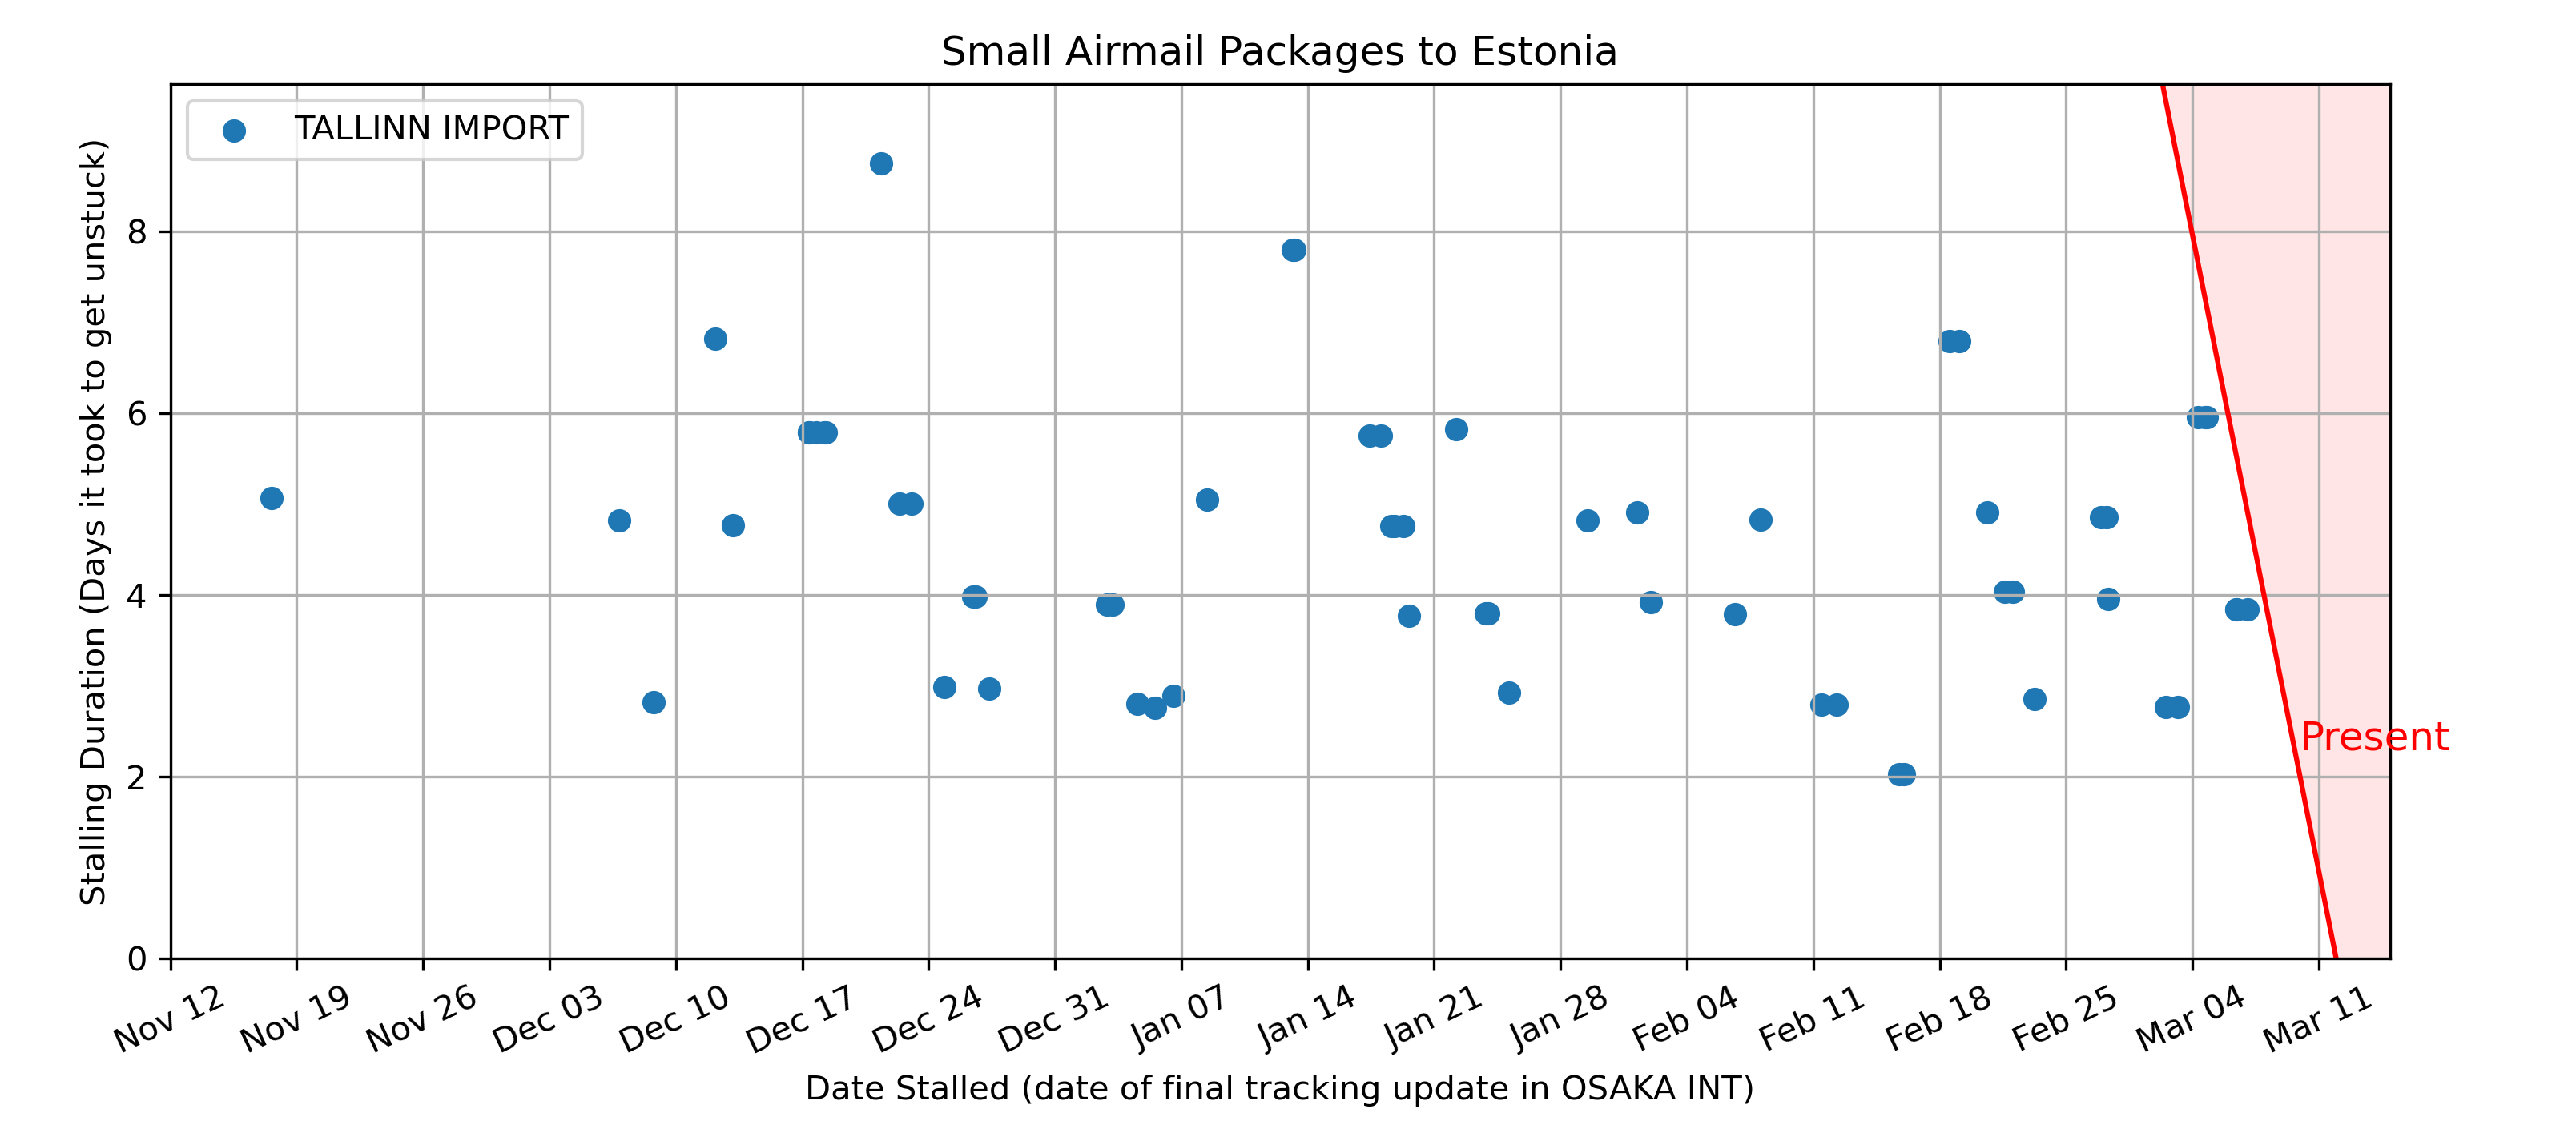 Small Airmail Packages to Estonia
TALLINN IMPORT
Stalling Duration (Days it took to get unstuck)
8
6
4
2
0
Present
Nov 12
Nov 19
Nov 26
Dec 03
Dec 10
Dec 17
Dec 24
Dec 31
Jan 07
Jan 14
Jan 21
Jan 28
Feb 04
Feb 11
Feb 18
Feb 25
Mar 04
Mar 11
Date Stalled (date of final tracking update in OSAKA INT)